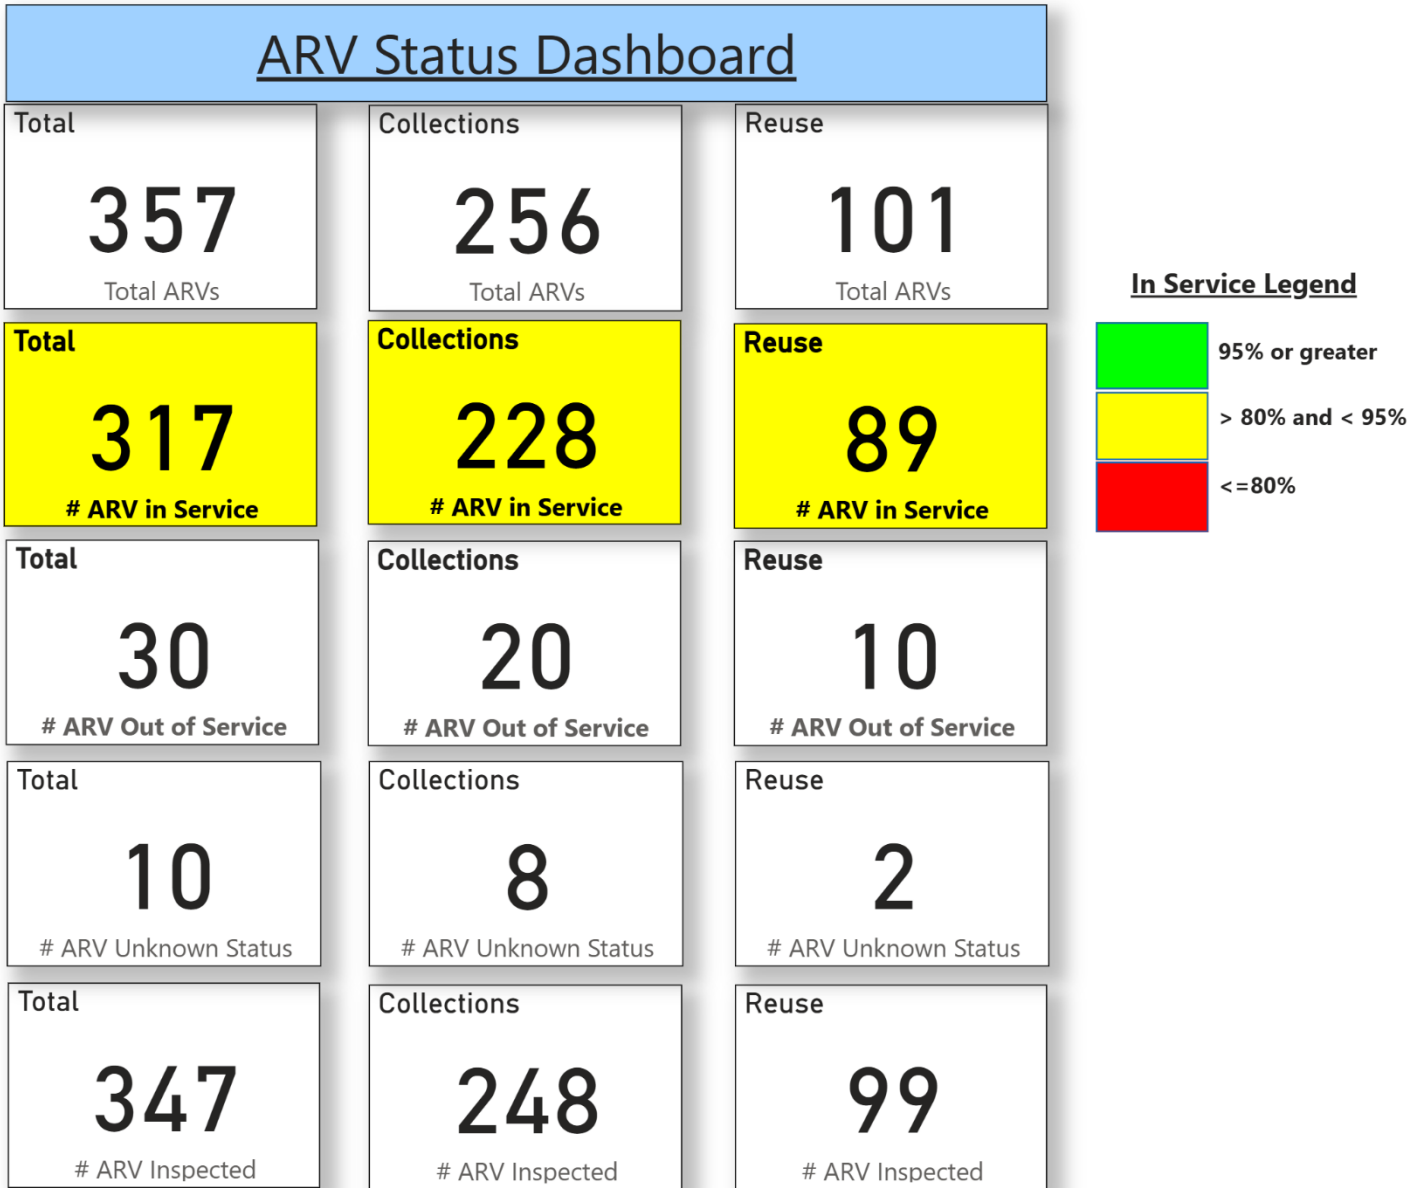 ARV Status Dashboard
Total
357
Total ARVs
Collections
256
Total ARVs
Reuse
101
Total ARVs
Total
317
# ARV in Service
Collections
228
# ARV in Service
Reuse
89
# ARV in Service
In Service Legend
95% or greater
> 80% and < 95%
<=80%
Total
30
# ARV Out of Service
Collections
20
# ARV Out of Service
Reuse
10
# ARV Out of Service
Total
10
# ARV Unknown Status
Collections
8
# ARV Unknown Status
Reuse
2
# ARV Unknown Status
Total
347
# ARV Inspected
Collections
248
# ARV Inspected
Reuse
99
# ARV Inspected